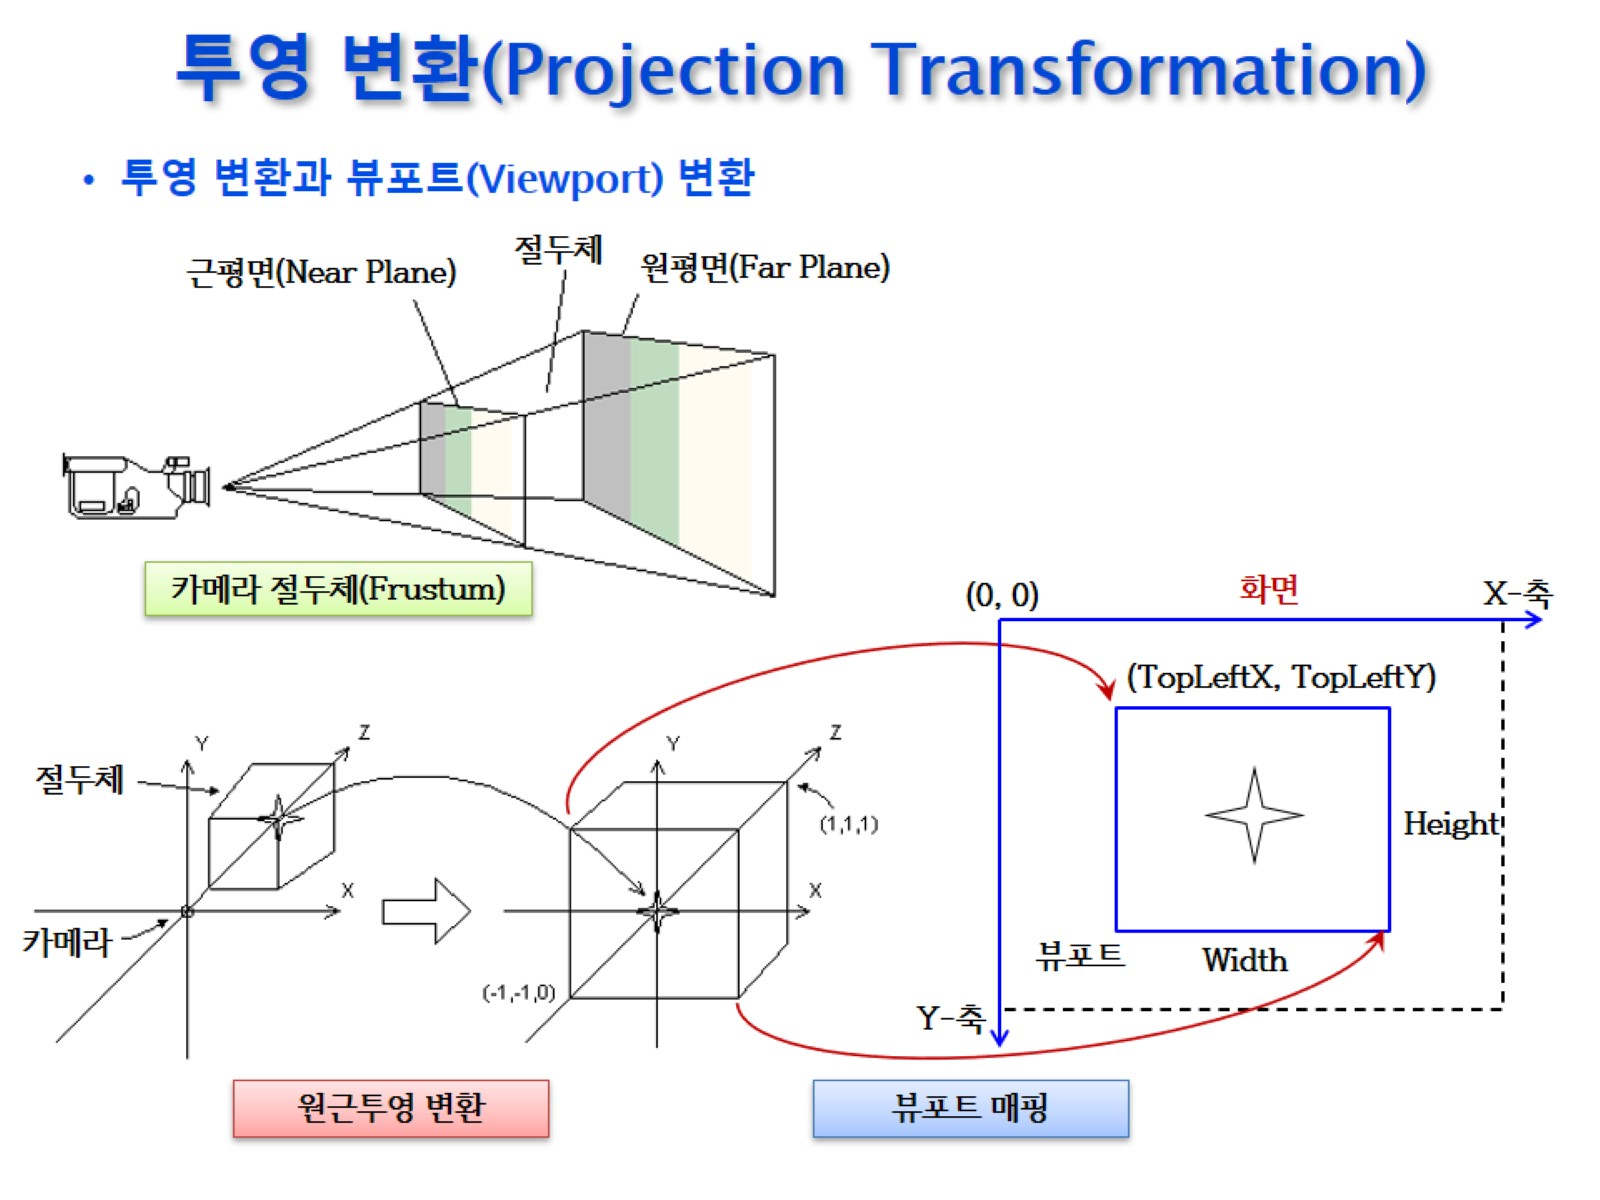 투영 변환(Projection Transformation)
• 투영 변환과 뷰포트(Viewport) 변환
절두체
근평면(Near Plane)
원평면(Far Plane)
카메라 절두체(Frustum)
(0, 0)
화면
X-축
(TopLeftX, TopLeftY)
Height
Width
뷰포트
Y-축
절두체
Y
Z
X
카메라
Y
Z
(1,1,1)
X
(-1,-1,0)
원근투영 변환
뷰포트 매핑